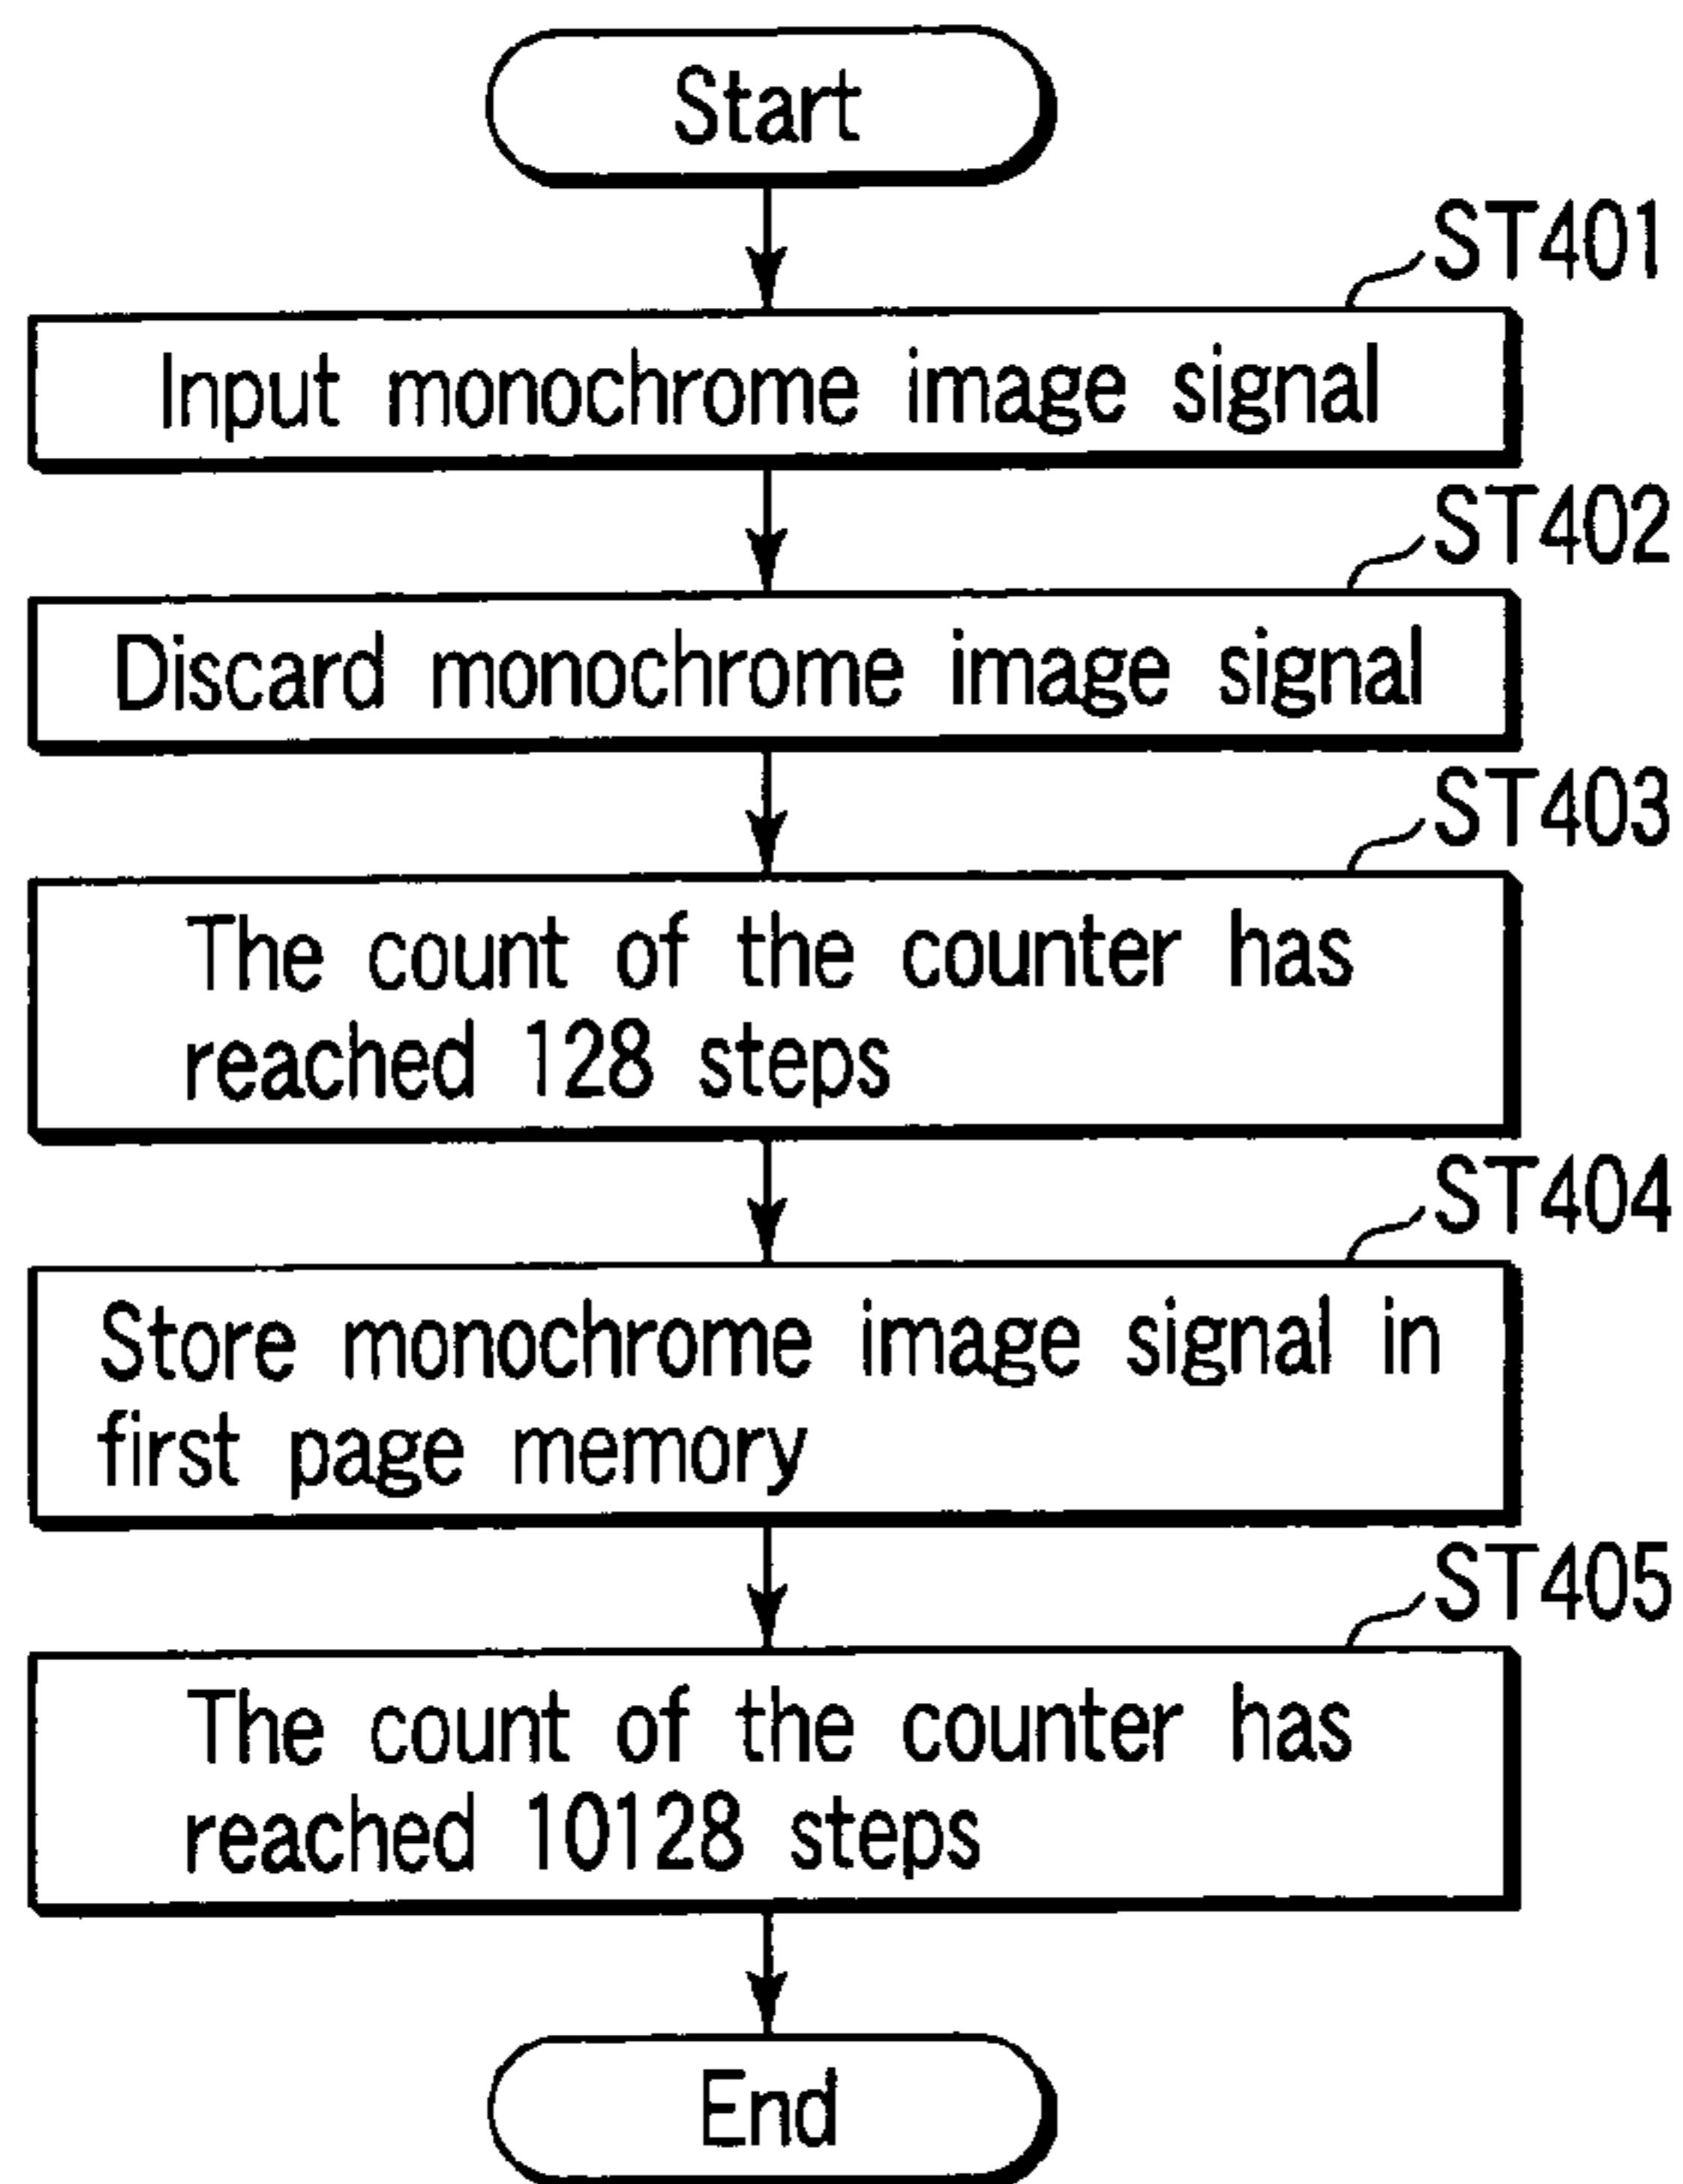 Start
ST401
Input monochrome image signal
ST402
Discard monochrome image signal
ST403
The count of the counter has
reached 128 steps
ST404
Store monochrome image signal in
first page memory
ST405
The count of the counter has
reached 10128 steps
End